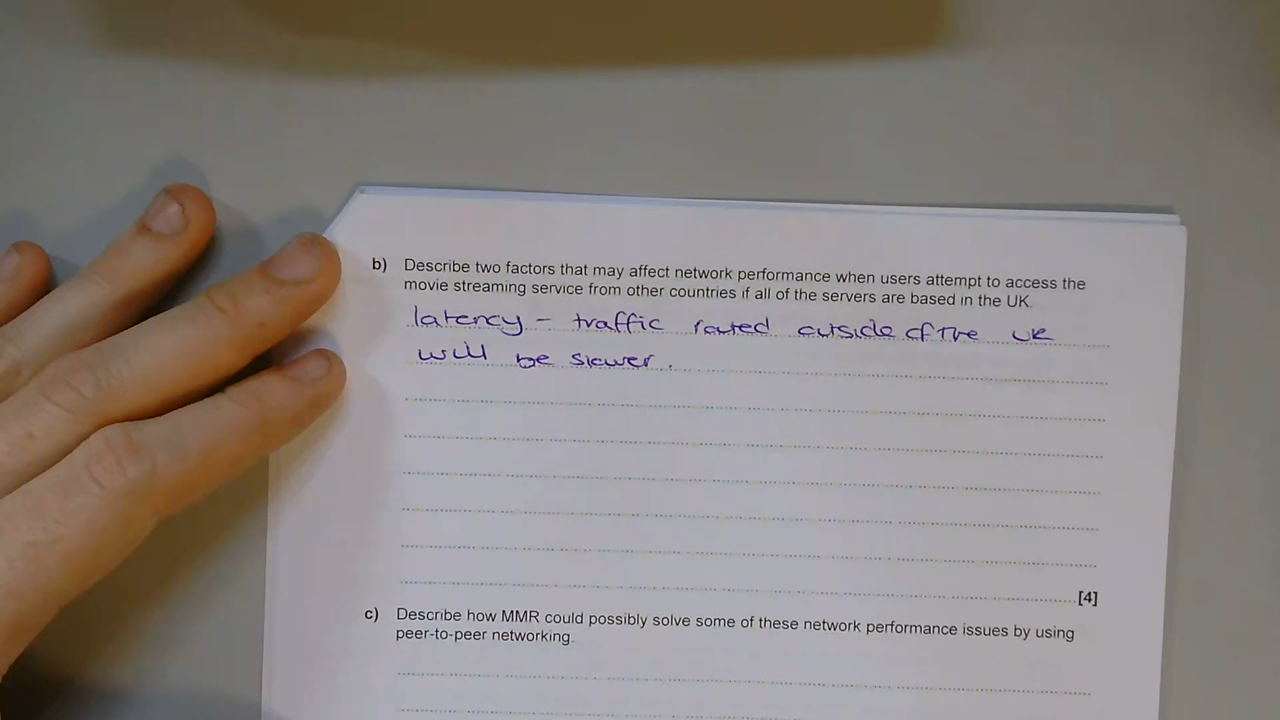 b) Describe two factors that may affect network performance when users attempt to access the
movie streaming service from other countries if all of the servers are based in the UK.
latency – traffic routed outside of the UK
will be slower.
[4]
c) Describe how MMR could possibly solve some of these network performance issues by using
peer-to-peer networking.